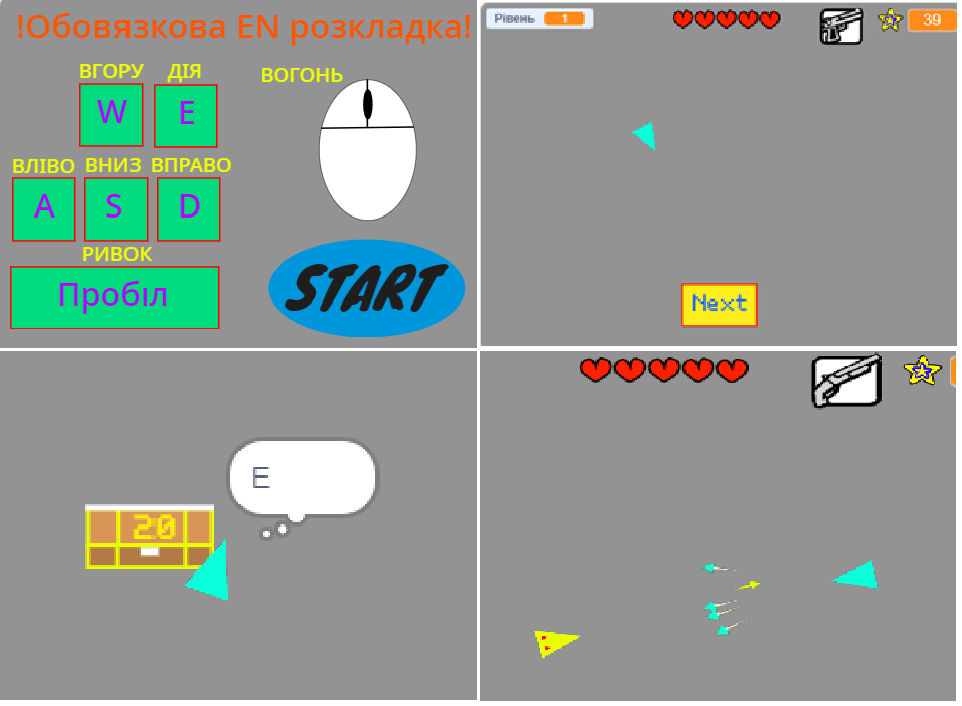 !Обовязкова EN розкладка!
ВГОРУ ДІЯ
ВОГОНЬ
W E
ВЛІВО ВНИЗ ВПРАВО
A S D
РИВОК
Пробіл
START
Рівень 1
39
Next
E
20